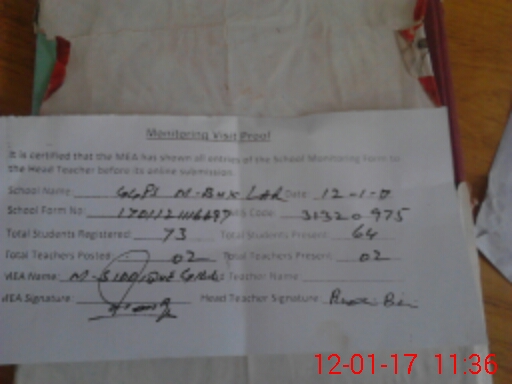 Monitoring Visit Proof
It is certified that the MEA has shown all entries of the School Monitoring Form to
the Head Teacher before its online submission.
School Name: GGPS M-Bux Lar Date: 12-1-17
School Form No: EMIS Code: 31320975
Total Students Registered: 73 Total Students Present: 64
Total Teachers Posted: 02 Total Teachers Present: 02
MEA Name: Head Teacher Name:
MEA Signature: Head Teacher Signature:
12-01-17 11:36